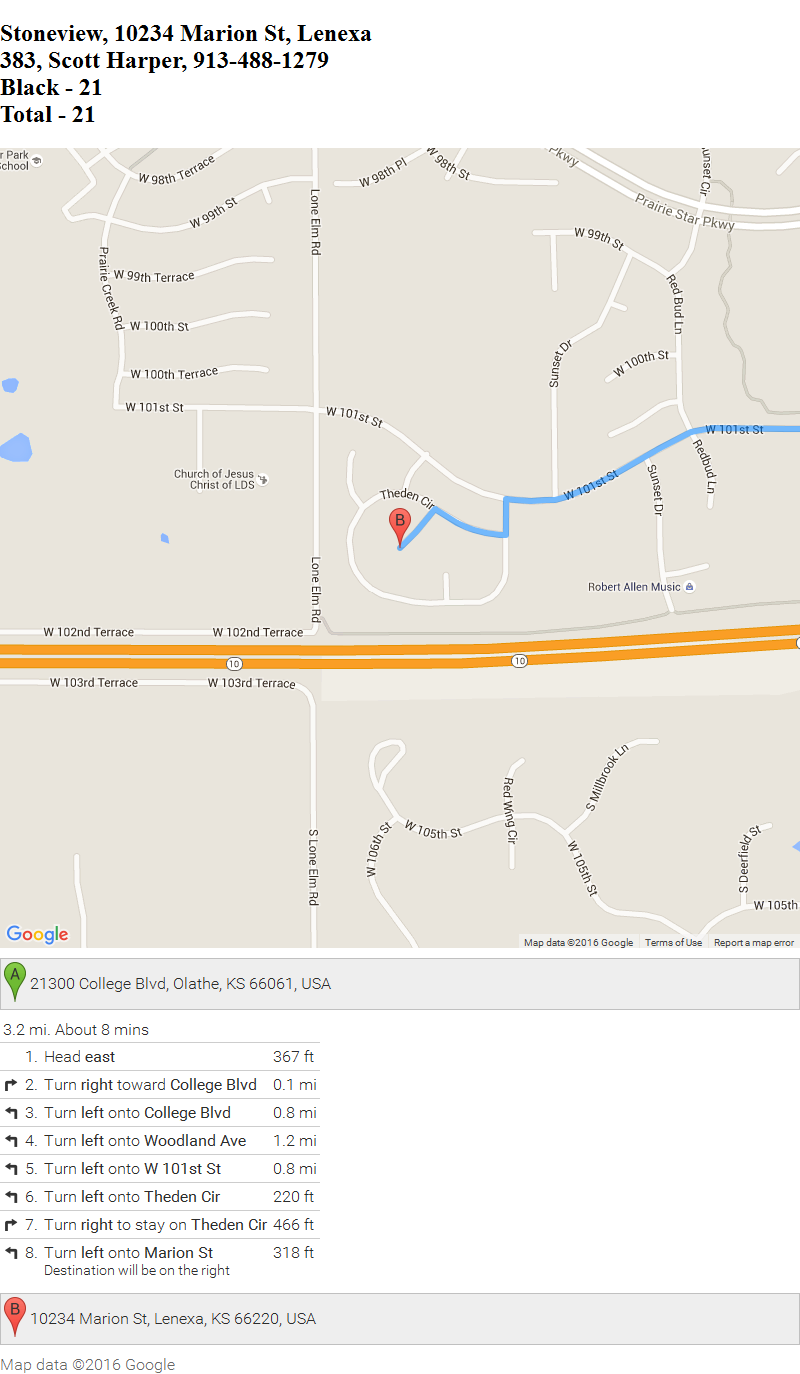 Stoneview, 10234 Marion St, Lenexa
383, Scott Harper, 913-488-1279
Black - 21
Total - 21
r Park
School
W 98th Terrace
W 98th Pl
W 98th St
Pkwy
unset Cir
Prairie Star Pkwy
W 99th St
Lone Elm Rd
W 99th St
Prairie Creek Rd
W 99th Terrace
Red Bud Ln
W 100th St
Sunset Dr
W 100th St
W 100th Terrace
W 101st St
W 101st St
W 101st St
Redbud Ln
Church of Jesus
Christ of LDS
W 101st St
Sunset Dr
Theden Cir
B
Lone Elm Rd
Robert Allen Music
W 102nd Terrace
W 102nd Terrace
10
10
W 103rd Terrace
W 103rd Terrace
S Millbrook Ln
Red Wing Cir
W 106th St
W 105th St
S Lone Elm Rd
W 105th St
S Deerfield St
W 105th
Google
Map data ©2016 Google
Terms of Use
Report a map error
A
21300 College Blvd, Olathe, KS 66061, USA
3.2 mi. About 8 mins
1. Head east 367 ft
2. Turn right toward College Blvd 0.1 mi
3. Turn left onto College Blvd 0.8 mi
4. Turn left onto Woodland Ave 1.2 mi
5. Turn left onto W 101st St 0.8 mi
6. Turn left onto Theden Cir 220 ft
7. Turn right to stay on Theden Cir 466 ft
8. Turn left onto Marion St 318 ft
Destination will be on the right
B
10234 Marion St, Lenexa, KS 66220, USA
Map data ©2016 Google